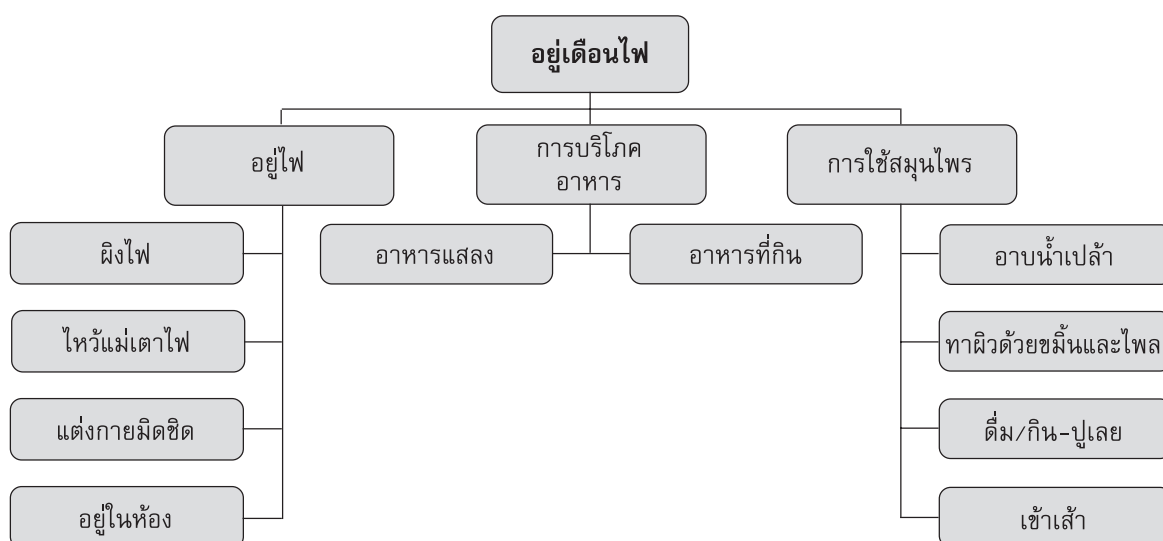 อยู่เดือนไฟ
อยู่ไฟ
การบริโภค
อาหาร
การใช้สมุนไพร
ผิงไฟ
อาหารแสลง
อาหารที่กิน
อาบน้ำเปล้า
ไหว้แม่เตาไฟ
ทาผิวด้วยขมิ้นและไพล
แต่งกายมิดชิด
ดื่ม/กิน-ปูเลย
อยู่ในห้อง
เข้าเส้า